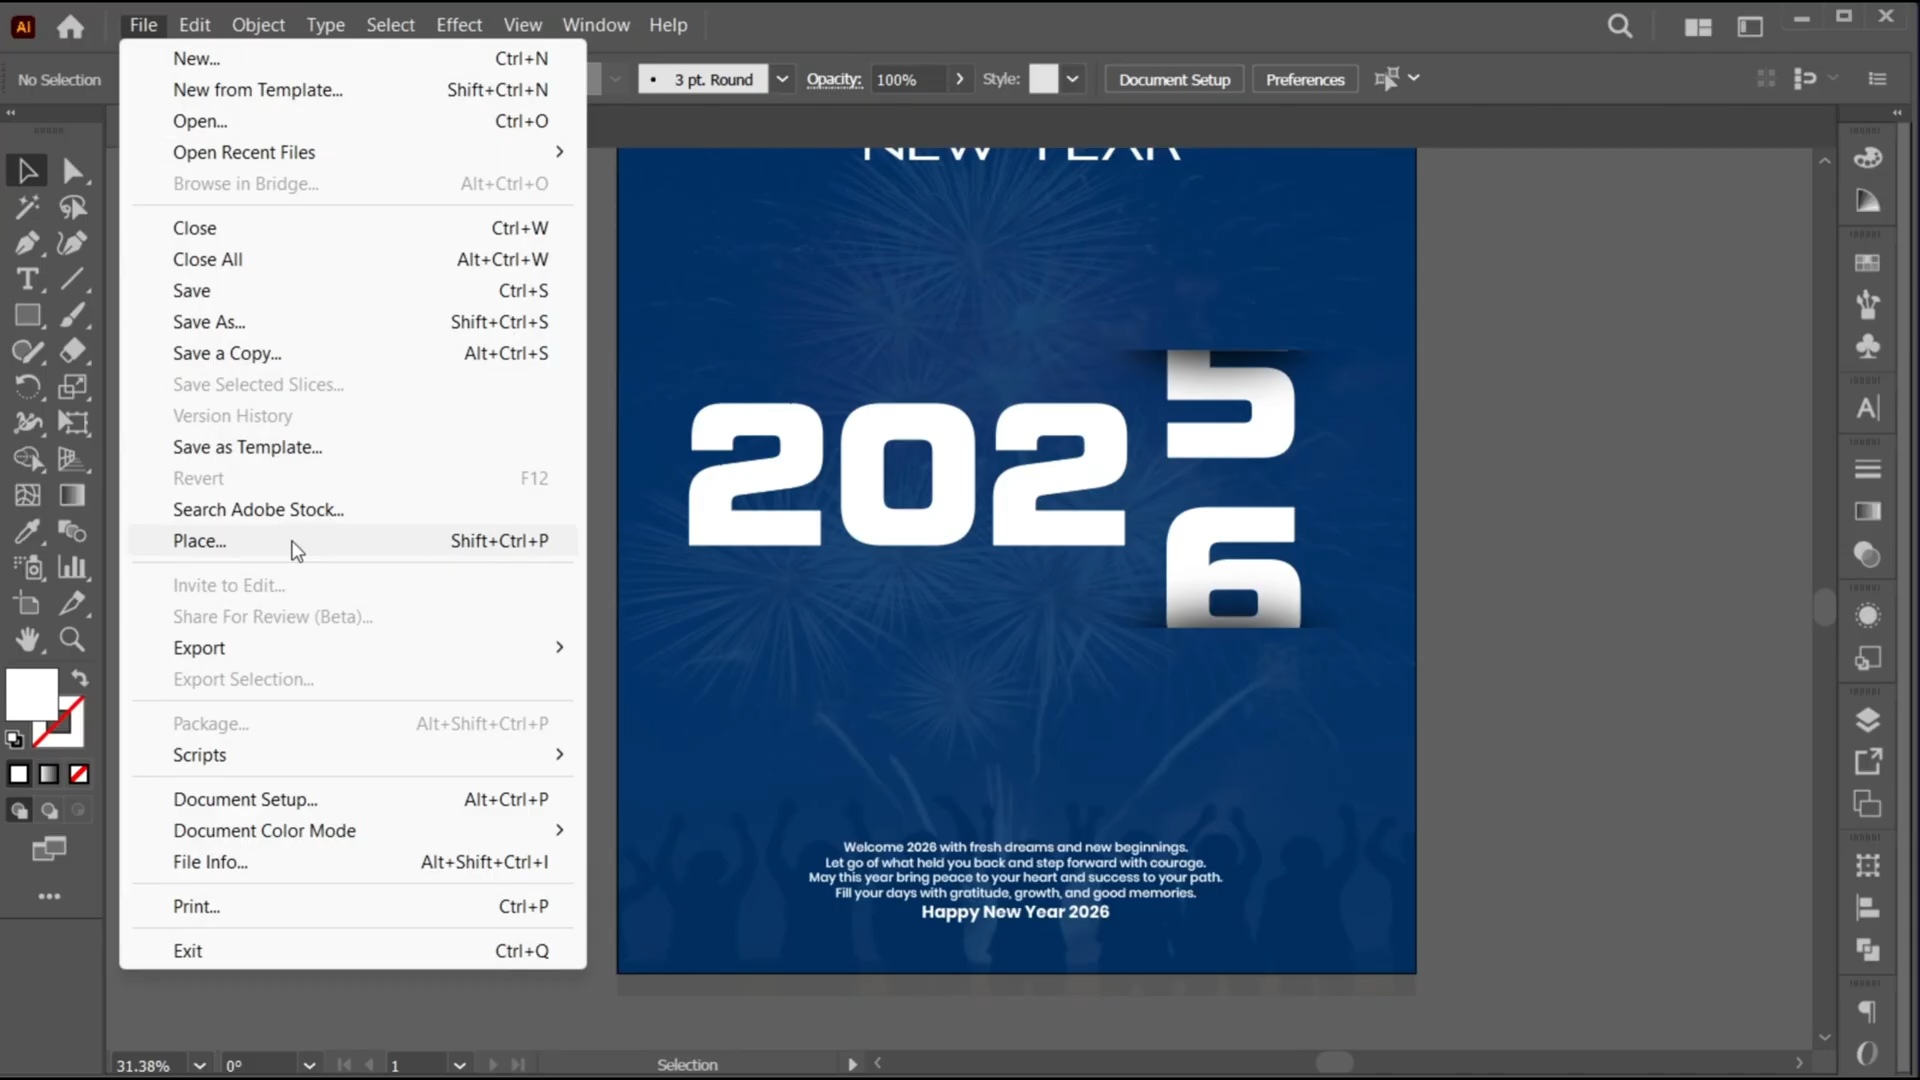 Ai File Edit Object Type Select Effect View Window Help
No Selection
• 3 pt. Round
Opacity: 100%
Style:
Document Setup
Preferences
New... Ctrl+N
New from Template... Shift+Ctrl+N
Open... Ctrl+O
Open Recent Files
Browse in Bridge... Alt+Ctrl+O
Close Ctrl+W
Close All Alt+Ctrl+W
Save Ctrl+S
Save As... Shift+Ctrl+S
Save a Copy... Alt+Ctrl+S
Save Selected Slices...
Version History
Save as Template...
Revert F12
Search Adobe Stock...
Place... Shift+Ctrl+P
Invite to Edit...
Share For Review (Beta)...
Export
Export Selection...
Package... Alt+Shift+Ctrl+P
Scripts
Document Setup... Alt+Ctrl+P
Document Color Mode
File Info... Alt+Shift+Ctrl+I
Print... Ctrl+P
Exit Ctrl+Q
NEW YEAR
5
202
6
Welcome 2026 with fresh dreams and new beginnings.
Let go of what held you back and step forward with courage.
May this year bring peace to your heart and success to your path.
Fill your days with gratitude, growth, and good memories.
Happy New Year 2026
31.38% 0° 1 Selection